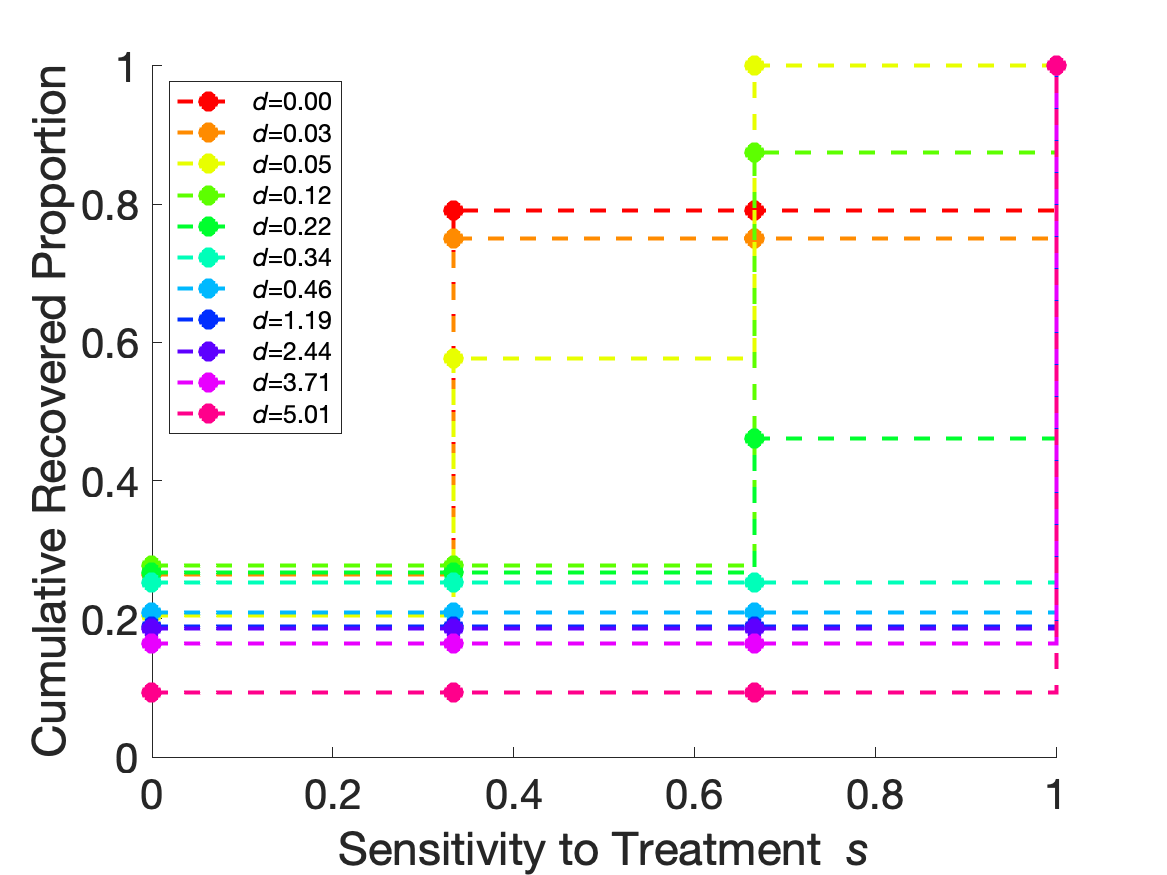 Cumulative Recovered Proportion
1
0.8
0.6
0.4
0.2
0
d=0.00
d=0.03
d=0.05
d=0.12
d=0.22
d=0.34
d=0.46
d=1.19
d=2.44
d=3.71
d=5.01
0 0.2 0.4 0.6 0.8 1
Sensitivity to Treatment s